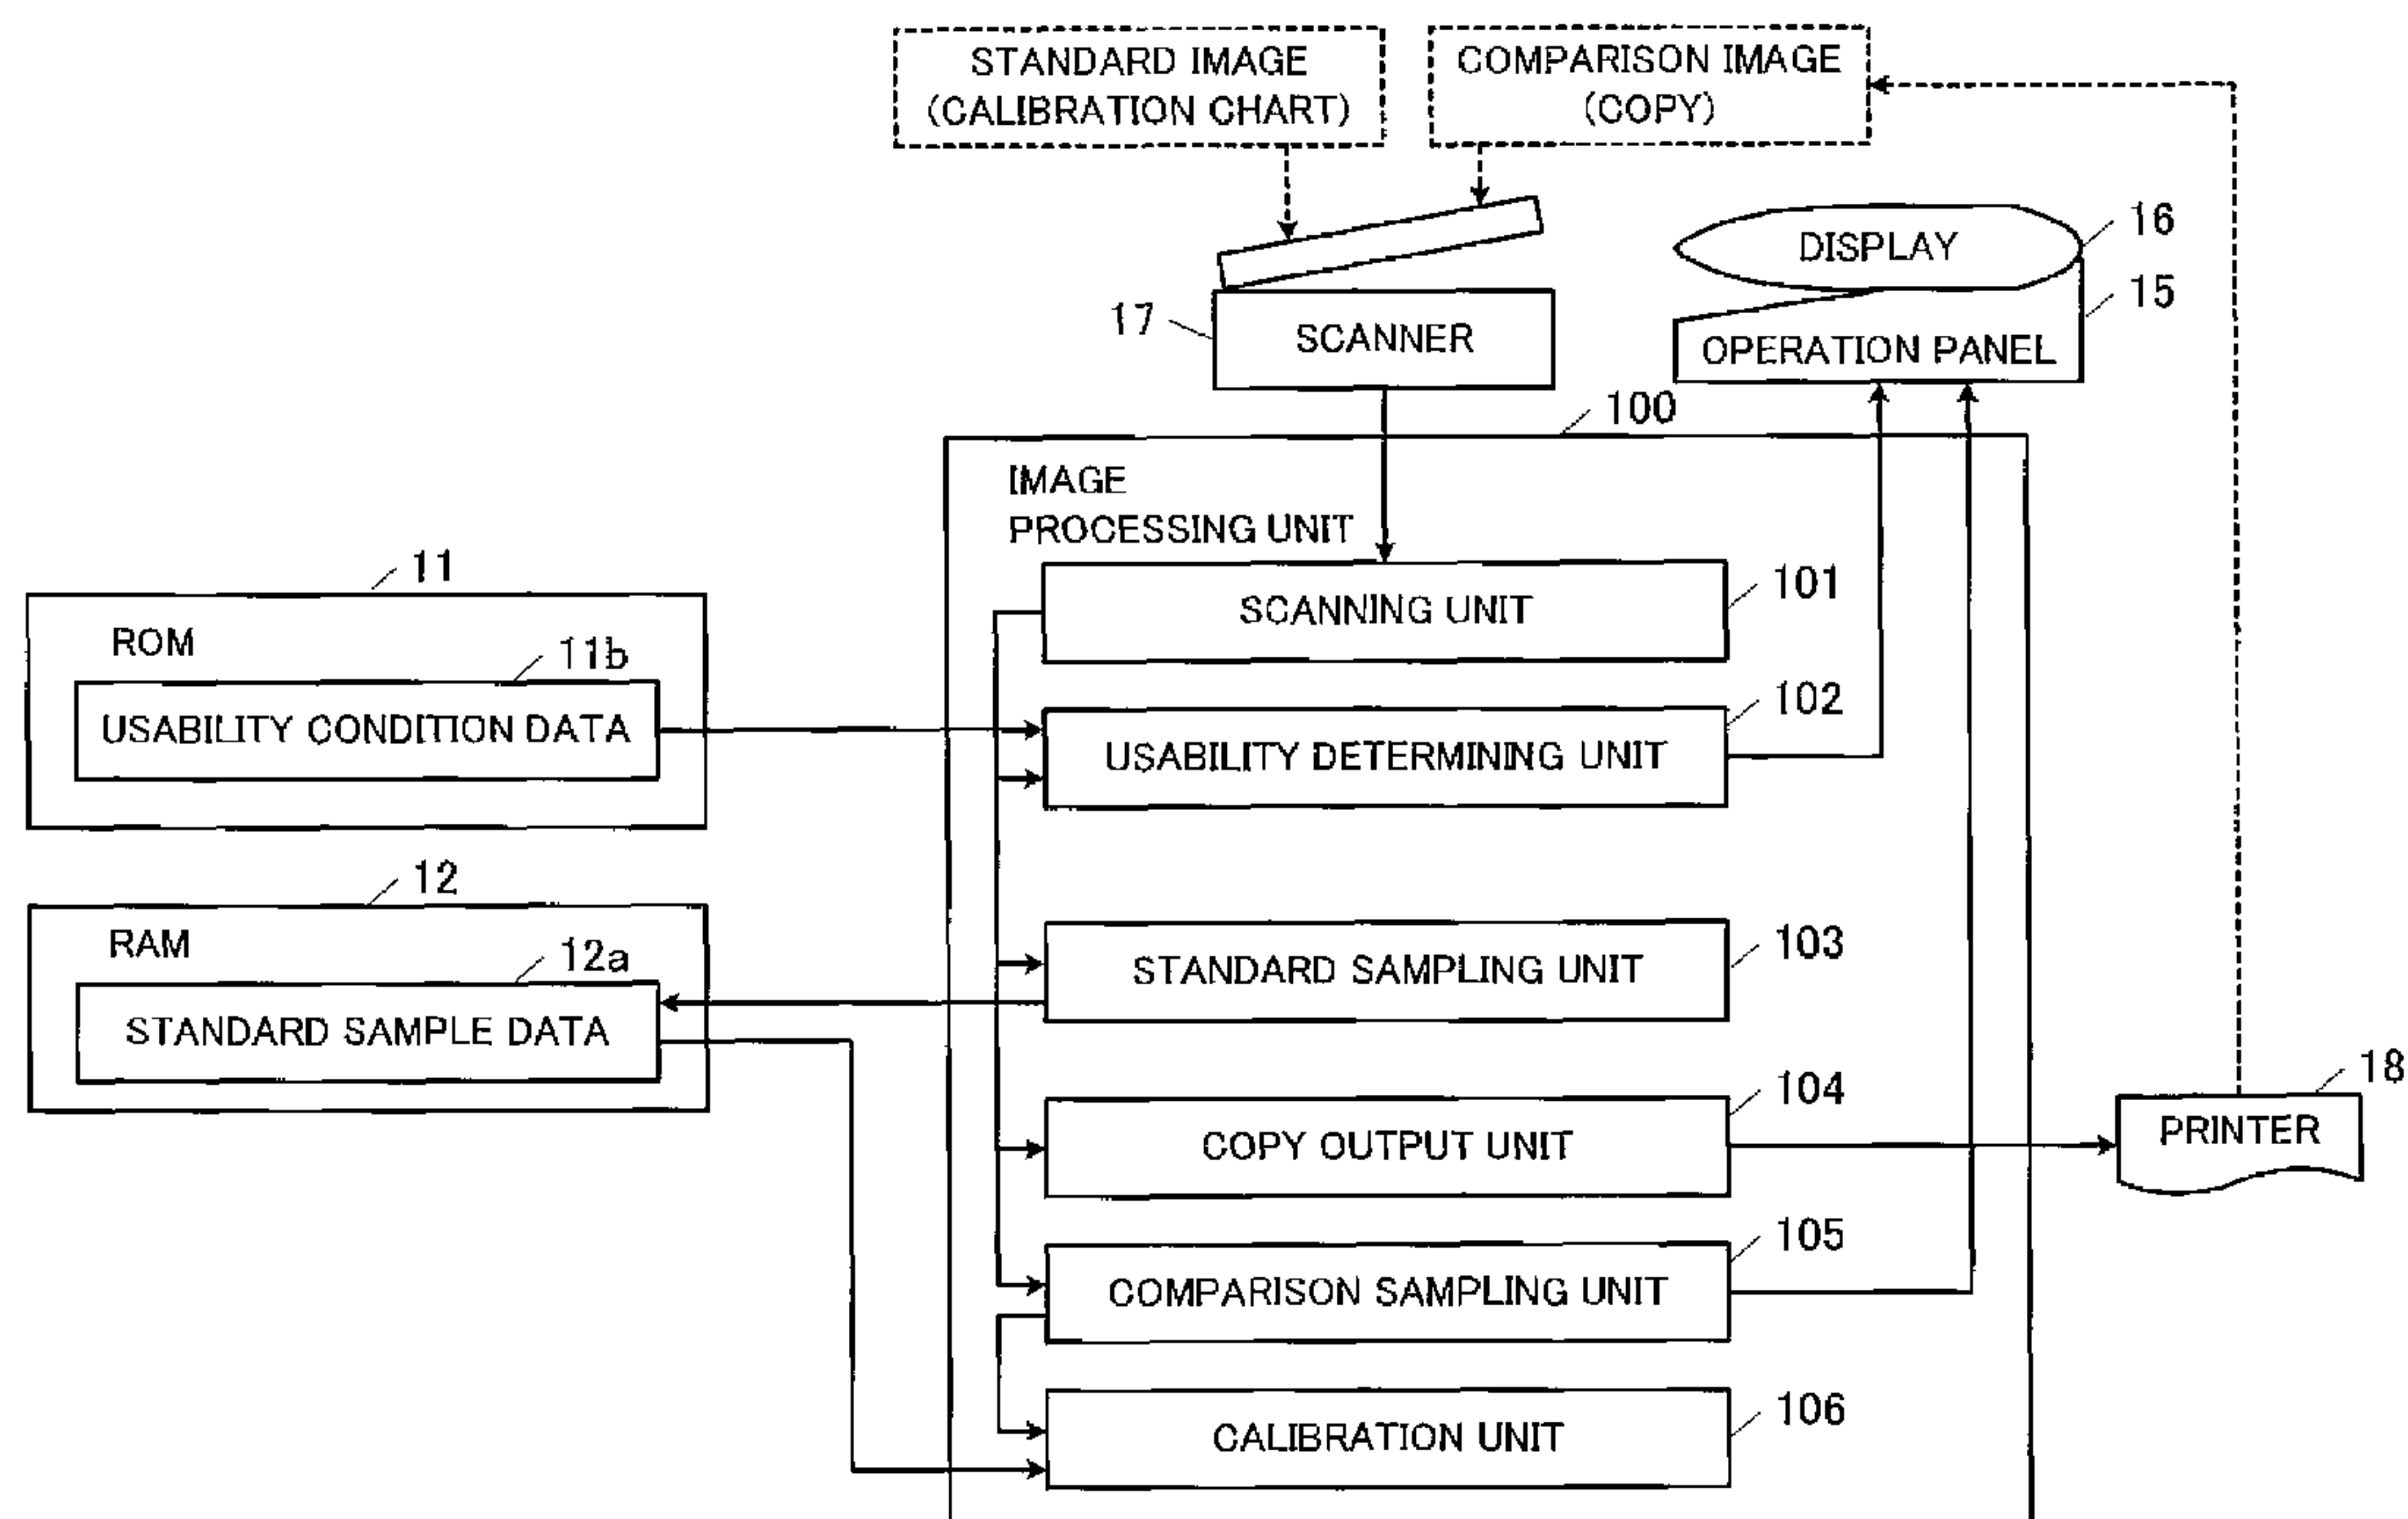 STANDARD IMAGE
(CALIBRATION CHART)
COMPARISON IMAGE
(COPY)
DISPLAY
16
15
OPERATION PANEL
17
SCANNER
100
IMAGE
PROCESSING UNIT
11
ROM
11b
USABILITY CONDITION DATA
SCANNING UNIT
101
USABILITY DETERMINING UNIT
102
12
RAM
12a
STANDARD SAMPLE DATA
STANDARD SAMPLING UNIT
103
COPY OUTPUT UNIT
104
PRINTER
18
COMPARISON SAMPLING UNIT
105
CALIBRATION UNIT
106